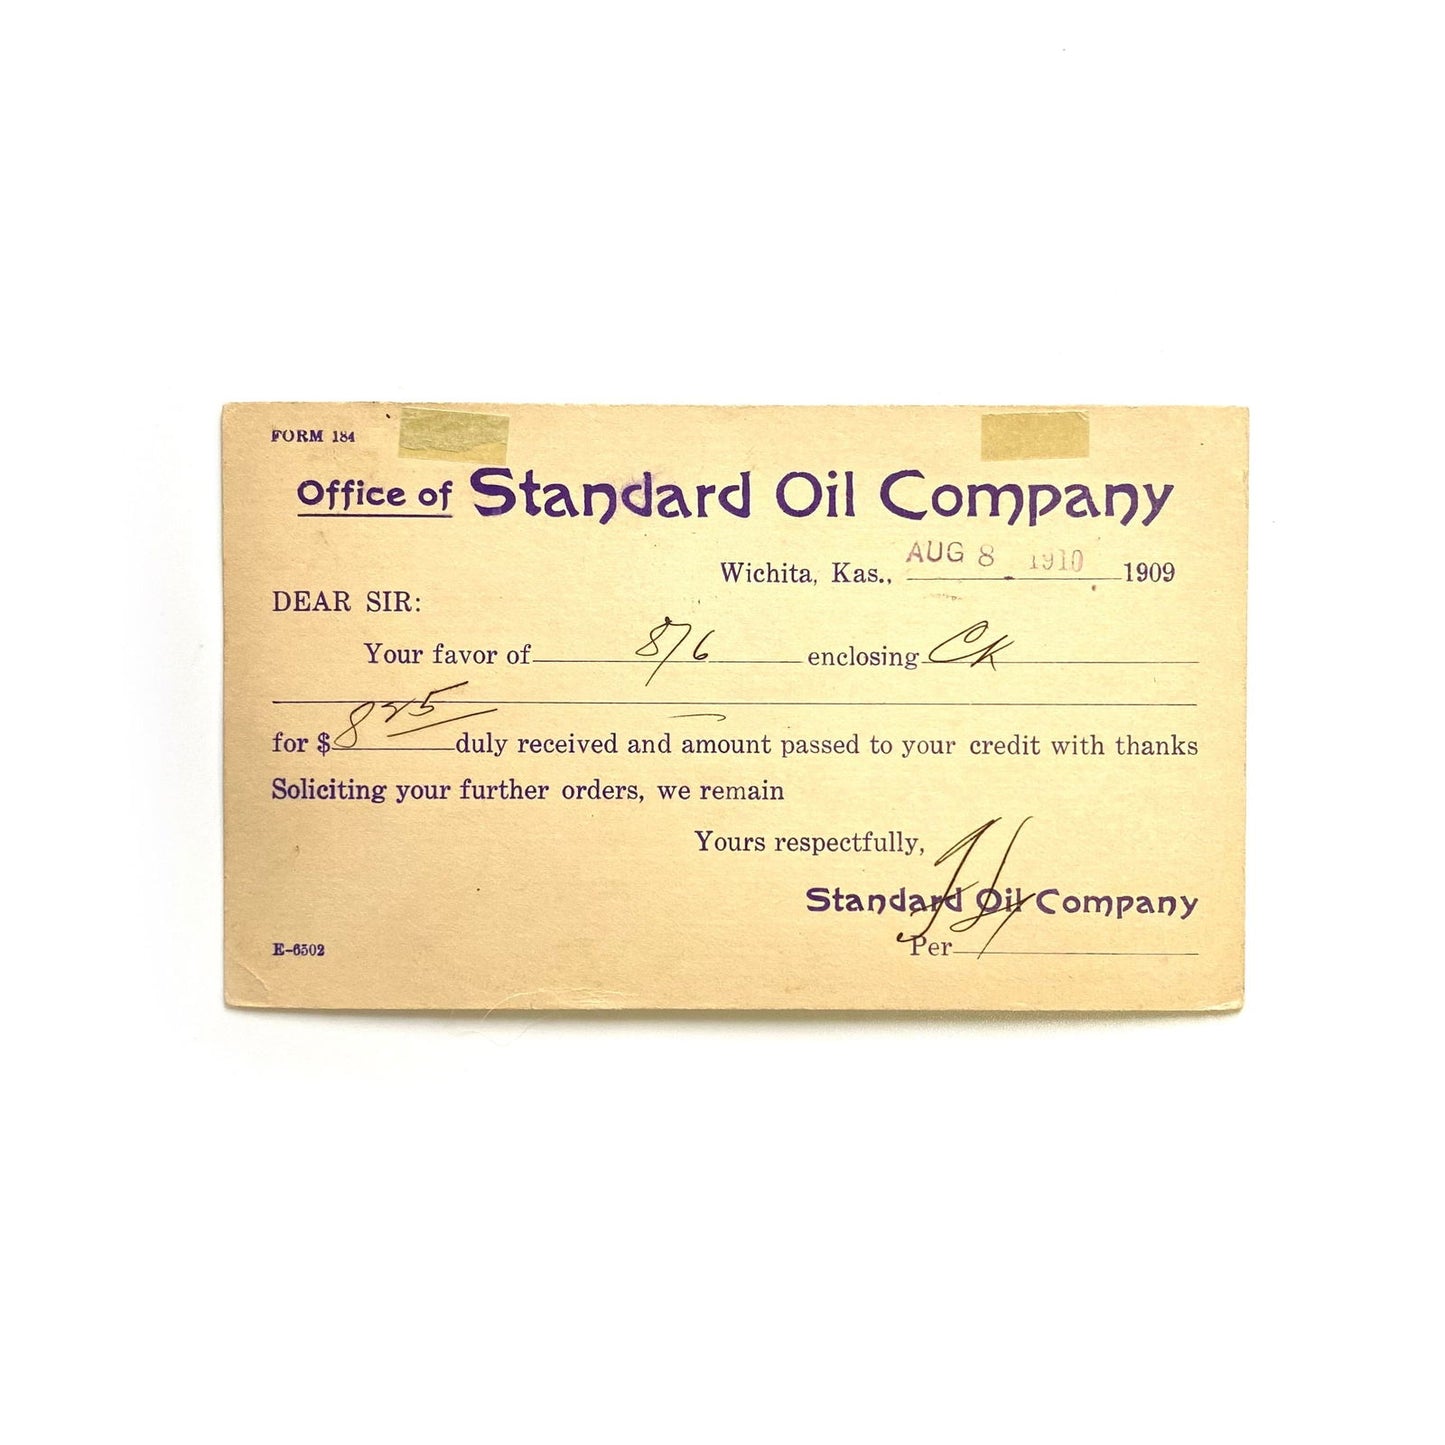 FORM 184
Office of Standard Oil Company
Wichita, Kas., AUG 8 1910 1909
DEAR SIR:
Your favor of 8/6 enclosing Ck
for $ 8 25 duly received and amount passed to your credit with thanks
Soliciting your further orders, we remain
Yours respectfully,
Standard Oil Company
Per
E-6502